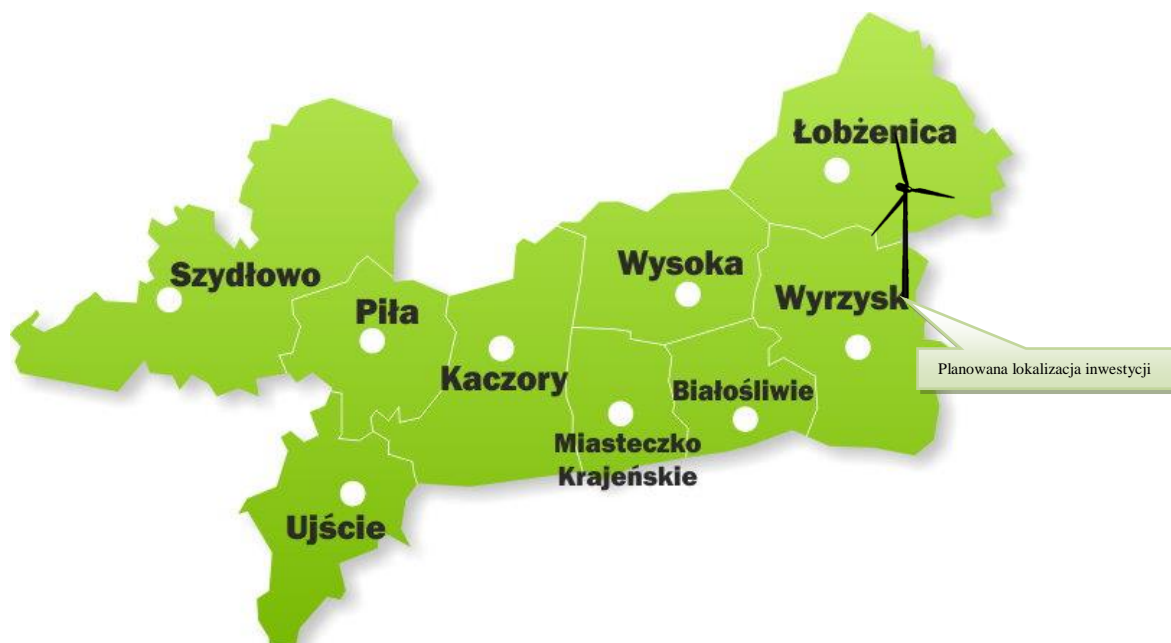 Łobżenica
Wysoka
Szydłowo
Wyrzysk
Piła
Planowana lokalizacja inwestycji
Kaczory
Białośliwie
Miasteczko
Krajeńskie
Ujście